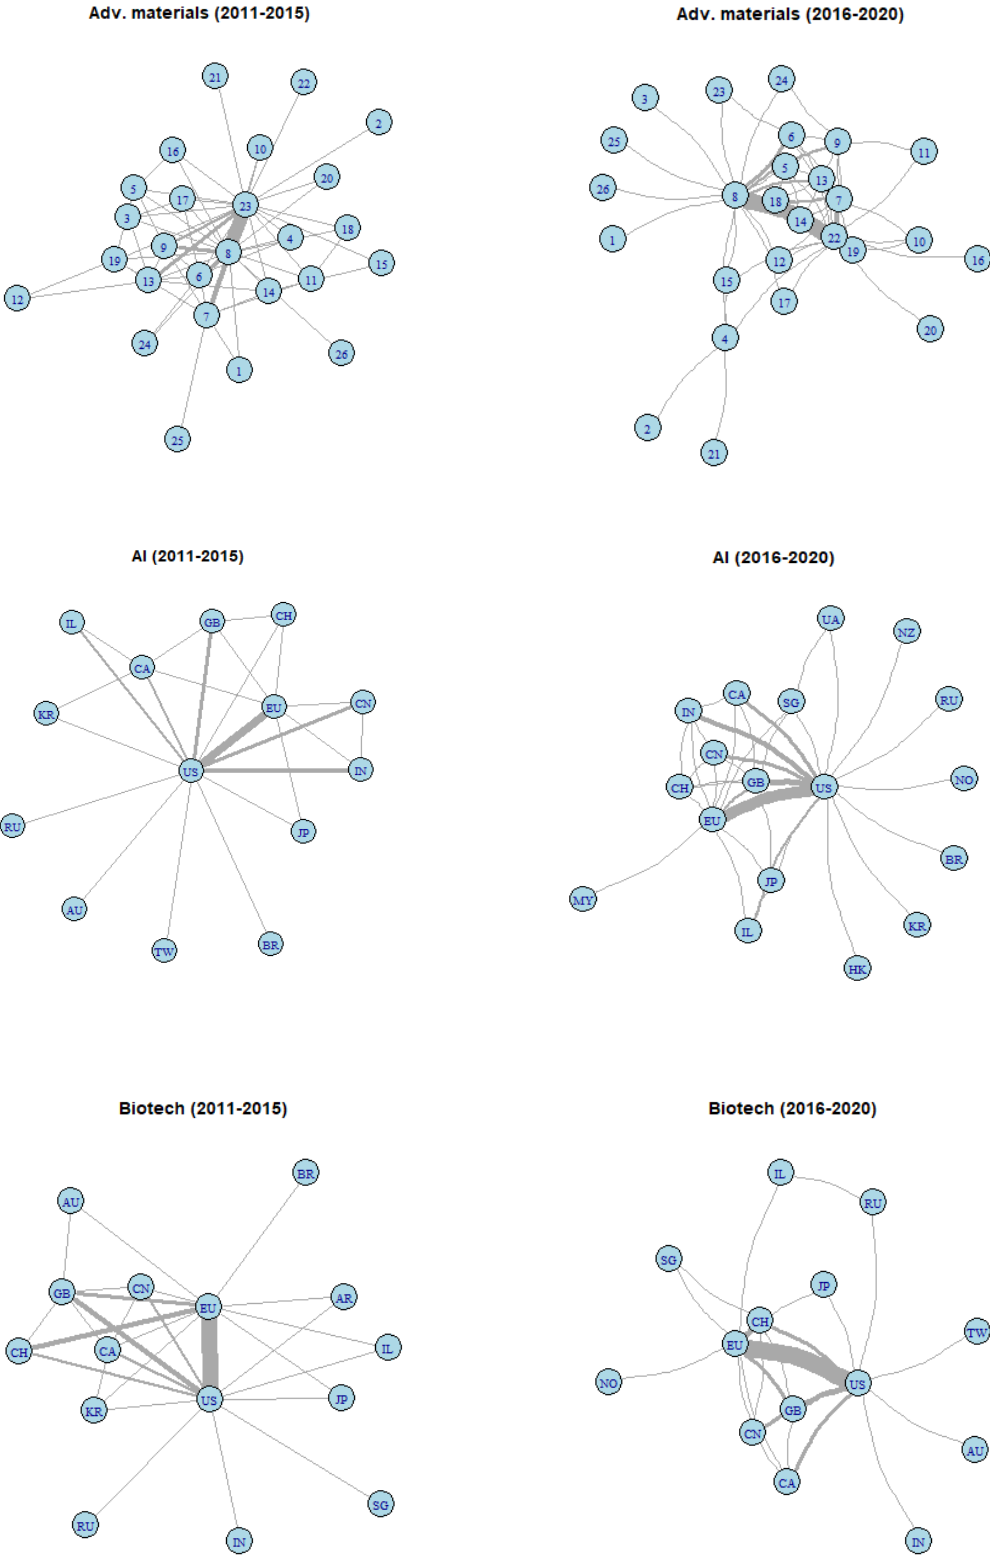 Adv. materials (2011-2015)
21
22
2
16
10
20
5
17
23
3
18
4
9
8
19
15
6
13
11
14
12
7
24
26
1
25
Adv. materials (2016-2020)
24
23
3
6
9
25
11
5
13
26
8
18
7
14
1
22
10
19
12
16
15
17
20
4
2
21
AI (2011-2015)
IL
GB
CH
CA
EU
CN
KR
US
IN
RU
JP
AU
TW
BR
AI (2016-2020)
UA
NZ
CA
SG
RU
IN
CN
GB
NO
CH
US
EU
BR
JP
MY
KR
IL
HK
Biotech (2011-2015)
BR
AU
CN
GB
AR
EU
IL
CH
CA
US
JP
KR
SG
RU
IN
Biotech (2016-2020)
IL
RU
SG
JP
CH
TW
EU
NO
US
GB
CN
AU
CA
IN